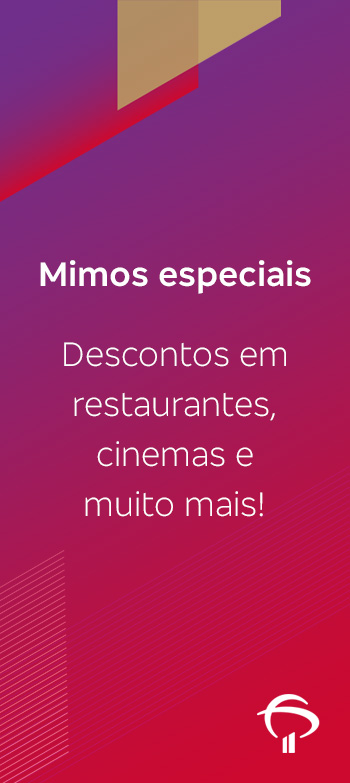 Mimos especiais
Descontos em
restaurantes,
cinemas e
muito mais!